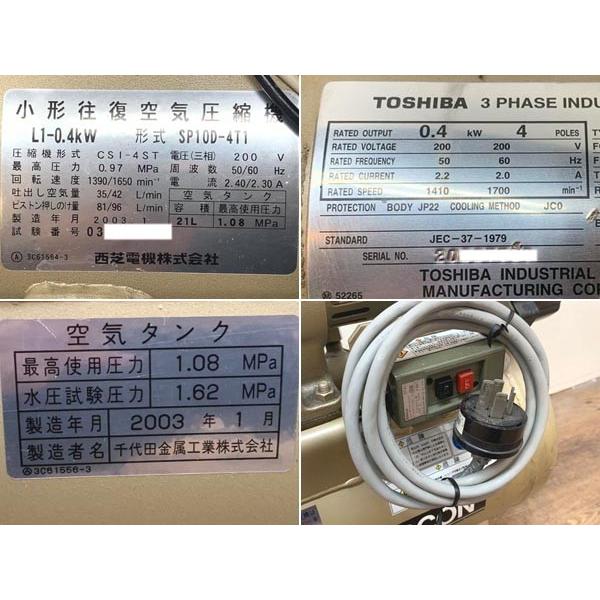 小形往復空気圧縮機
L1-0.4kW 形式 SP10D-4T1
圧縮機形式 CSI-4ST 電圧(三相) 200 V
最高圧力 0.97 MPa 周波数 50/60 Hz
回転速度 1390/1650 min⁻¹ 電流 2.40/2.30 A
吐出し空気量 35/42 L/min 空気タンク
ピストン押しのけ量 81/96 L/min 容積 最高使用圧力
製造年月 2003 1 21L 1.08 MPa
試験番号 03
西芝電機株式会社
Ⓐ 3C61564-3
TOSHIBA 3 PHASE INDU
RATED OUTPUT 0.4 kW 4 POLES
RATED VOLTAGE 200 200 V
RATED FREQUENCY 50 60 Hz
RATED CURRENT 2.2 2.0 A
RATED SPEED 1410 1700 min⁻¹
PROTECTION BODY JP22 COOLING METHOD JC0
STANDARD JEC-37-1979
SERIAL NO. 20
TOSHIBA INDUSTRIAL
MANUFACTURING COR
52265
空気タンク
最高使用圧力 1.08 MPa
水圧試験圧力 1.62 MPa
製造年月 2003 年 1 月
製造者名 千代田金属工業株式会社
Ⓐ3C61556-3